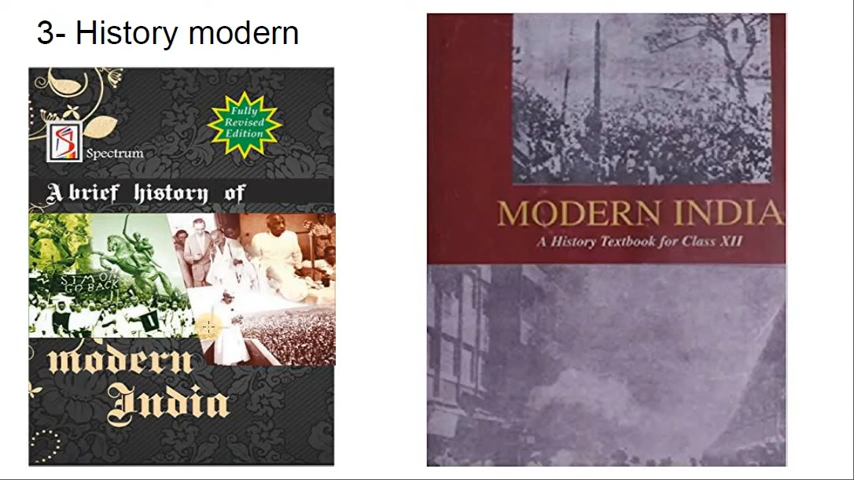 3- History modern
Fully
Revised
Edition
Spectrum
A brief history of
SIMON
GO BACK
modern
India
MODERN INDIA
A History Textbook for Class XII